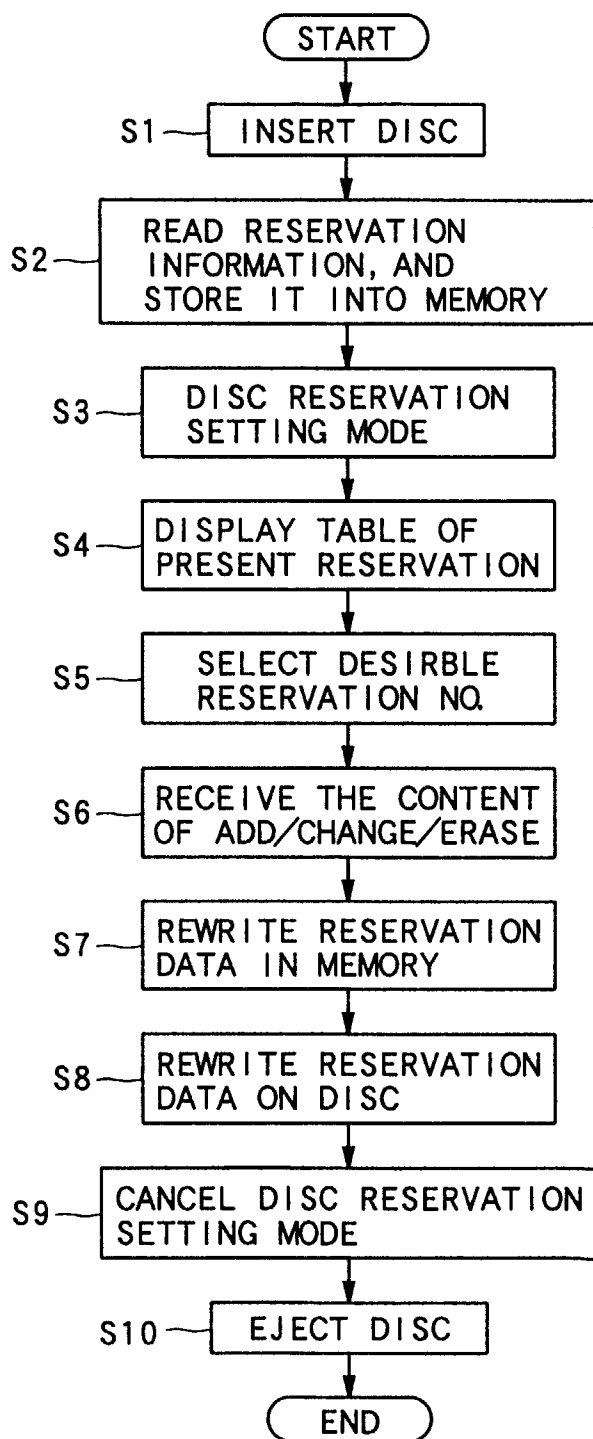 START
S1 INSERT DISC
READ RESERVATION
S2 INFORMATION, AND
STORE IT INTO MEMORY
S3 DISC RESERVATION
SETTING MODE
S4 DISPLAY TABLE OF
PRESENT RESERVATION
S5 SELECT DESIRBLE
RESERVATION NO.
S6 RECEIVE THE CONTENT
OF ADD/CHANGE/ERASE
S7 REWRITE RESERVATION
DATA IN MEMORY
S8 REWRITE RESERVATION
DATA ON DISC
S9 CANCEL DISC RESERVATION
SETTING MODE
S10 EJECT DISC
END